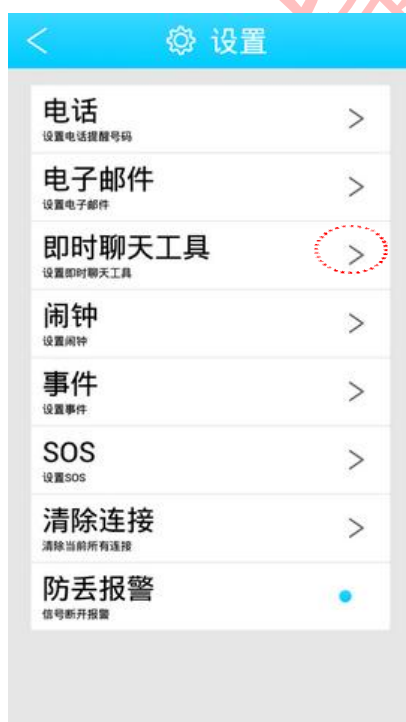 设置
电话
设置电话提醒号码
电子邮件
设置电子邮件
即时聊天工具
设置即时聊天工具
闹钟
设置闹钟
事件
设置事件
SOS
设置SOS
清除连接
清除当前所有连接
防丢报警
信号断开报警